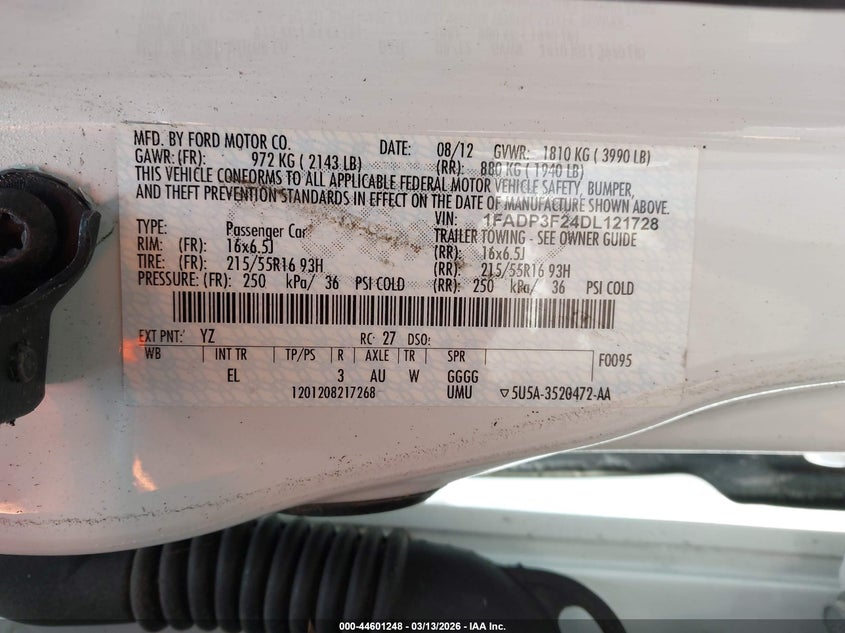 MFD. BY FORD MOTOR CO. DATE: 08/12 GVWR: 1810 KG ( 3990 LB)
GAWR: (FR): 972 KG ( 2143 LB) (RR): 880 KG ( 1940 LB)
THIS VEHICLE CONFORMS TO ALL APPLICABLE FEDERAL MOTOR VEHICLE SAFETY, BUMPER,
AND THEFT PREVENTION STANDARDS IN EFFECT ON THE DATE OF MANUFACTURE SHOWN ABOVE.
VIN: 1FADP3F24DL121728
TYPE: Passenger Car TRAILER TOWING - SEE OWNER GUIDE
RIM: (FR): 16x6.5J (RR): 16x6.5J
TIRE: (FR): 215/55R16 93H (RR): 215/55R16 93H
PRESSURE: (FR): 250 kPa/ 36 PSI COLD (RR): 250 kPa/ 36 PSI COLD
EXT PNT: YZ RC: 27 DSO:
WB INT TR TP/PS R AXLE TR SPR F0095
EL 3 AU W GGGG
1201208217268 UMU ▽5U5A-3520472-AA
000-44601248 - 03/13/2026 - IAA Inc.